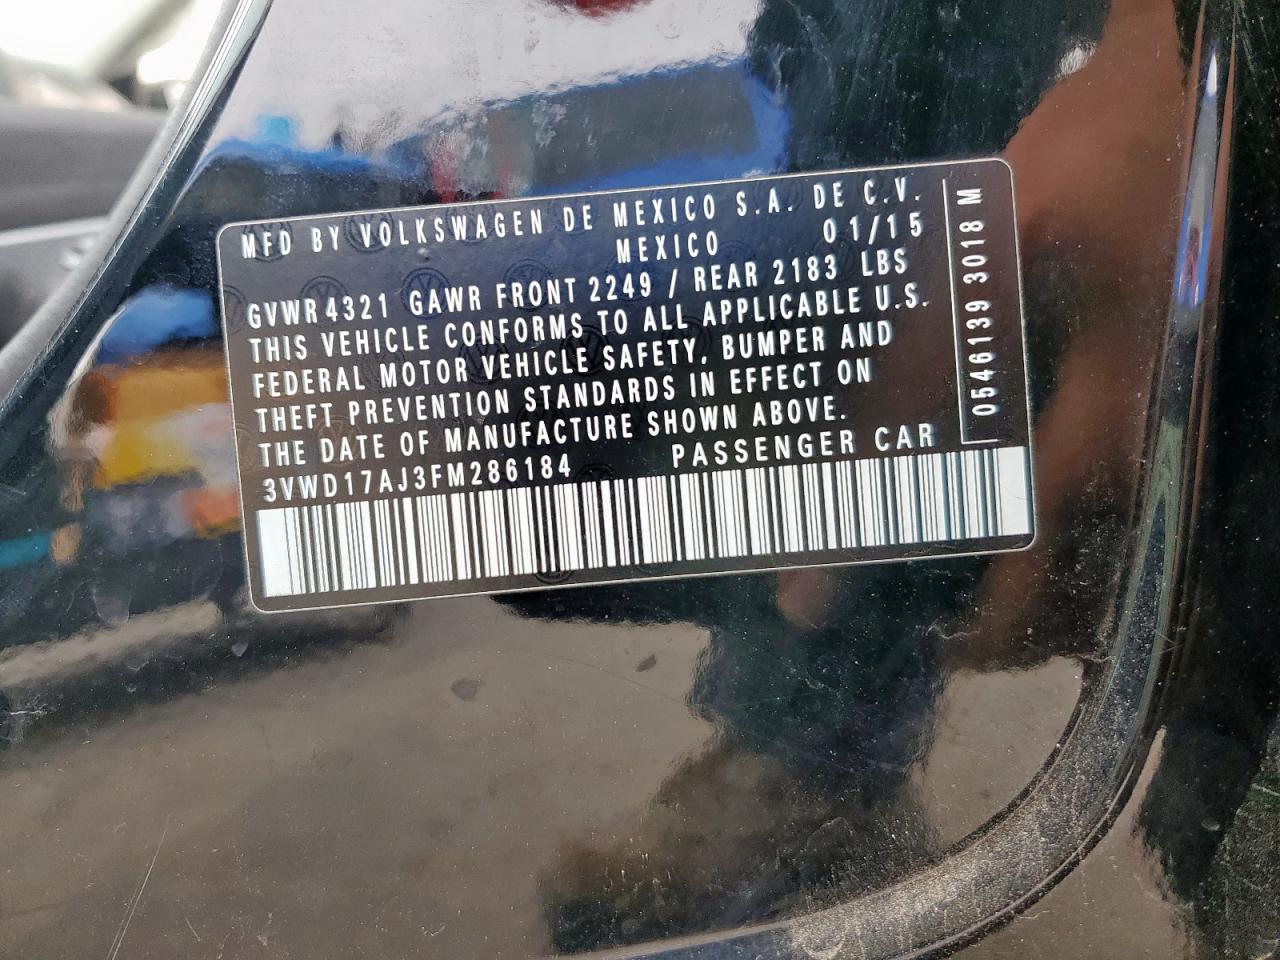 MFD BY VOLKSWAGEN DE MEXICO S.A. DE C.V.
MEXICO 01/15
GVWR 4321 GAWR FRONT 2249 / REAR 2183 LBS
THIS VEHICLE CONFORMS TO ALL APPLICABLE U.S.
FEDERAL MOTOR VEHICLE SAFETY, BUMPER AND
THEFT PREVENTION STANDARDS IN EFFECT ON
THE DATE OF MANUFACTURE SHOWN ABOVE.
3VWD17AJ3FM286184 PASSENGER CAR
0546139 3018 M